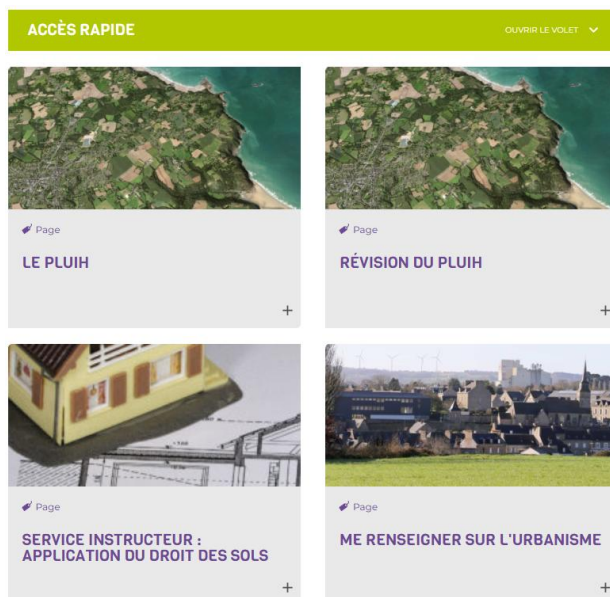 ACCÈS RAPIDE
OUVRIR LE VOLET
Page
LE PLUIH
+
Page
RÉVISION DU PLUIH
+
Page
SERVICE INSTRUCTEUR :
APPLICATION DU DROIT DES SOLS
+
Page
ME RENSEIGNER SUR L'URBANISME
+